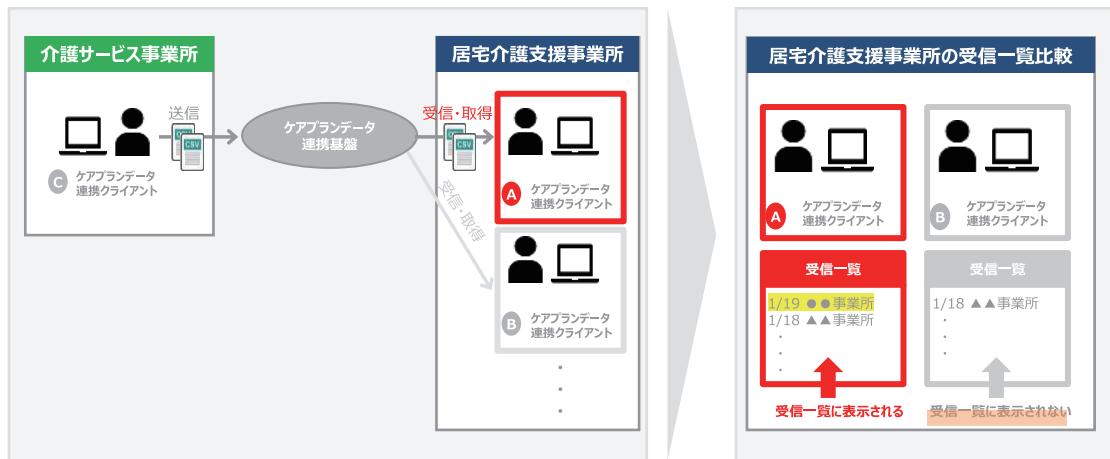 介護サービス事業所
送信
CSV
CSV
C
ケアプランデータ
連携クライアント
ケアプランデータ
連携基盤
居宅介護支援事業所
受信・取得
CSV
CSV
受信・取得
A
ケアプランデータ
連携クライアント
B
ケアプランデータ
連携クライアント
・
・
・
居宅介護支援事業所の受信一覧比較
A
ケアプランデータ
連携クライアント
B
ケアプランデータ
連携クライアント
受信一覧
1/19 ●●事業所
1/18 ▲▲事業所
・
・
・
受信一覧に表示される
受信一覧
1/18 ▲▲事業所
・
・
・
受信一覧に表示されない